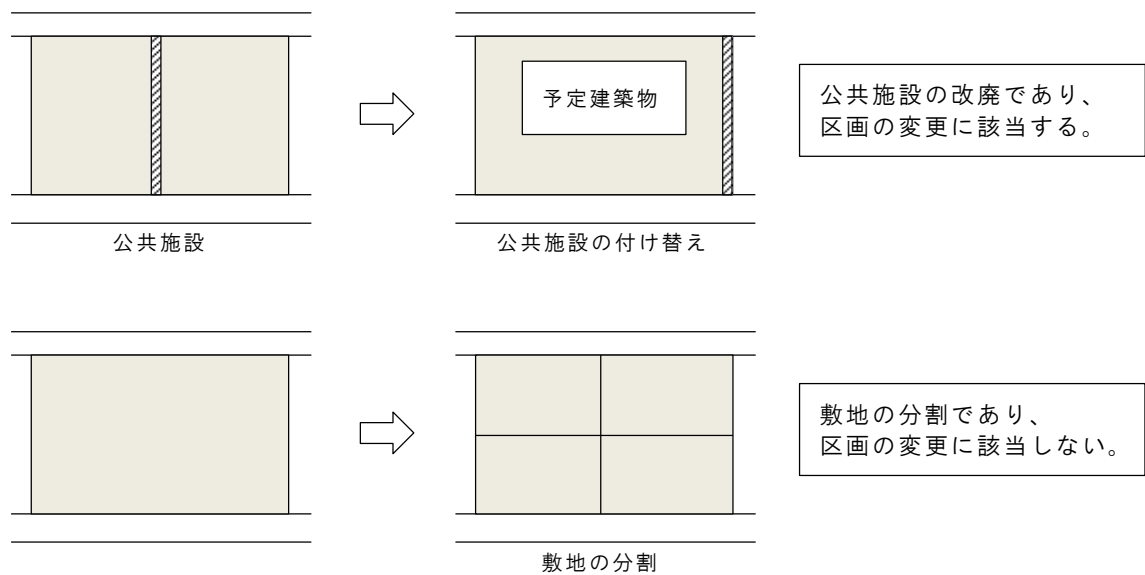 予定建築物
公共施設の改廃であり、
区画の変更に該当する。
公共施設
公共施設の付け替え
敷地の分割であり、
区画の変更に該当しない。
敷地の分割